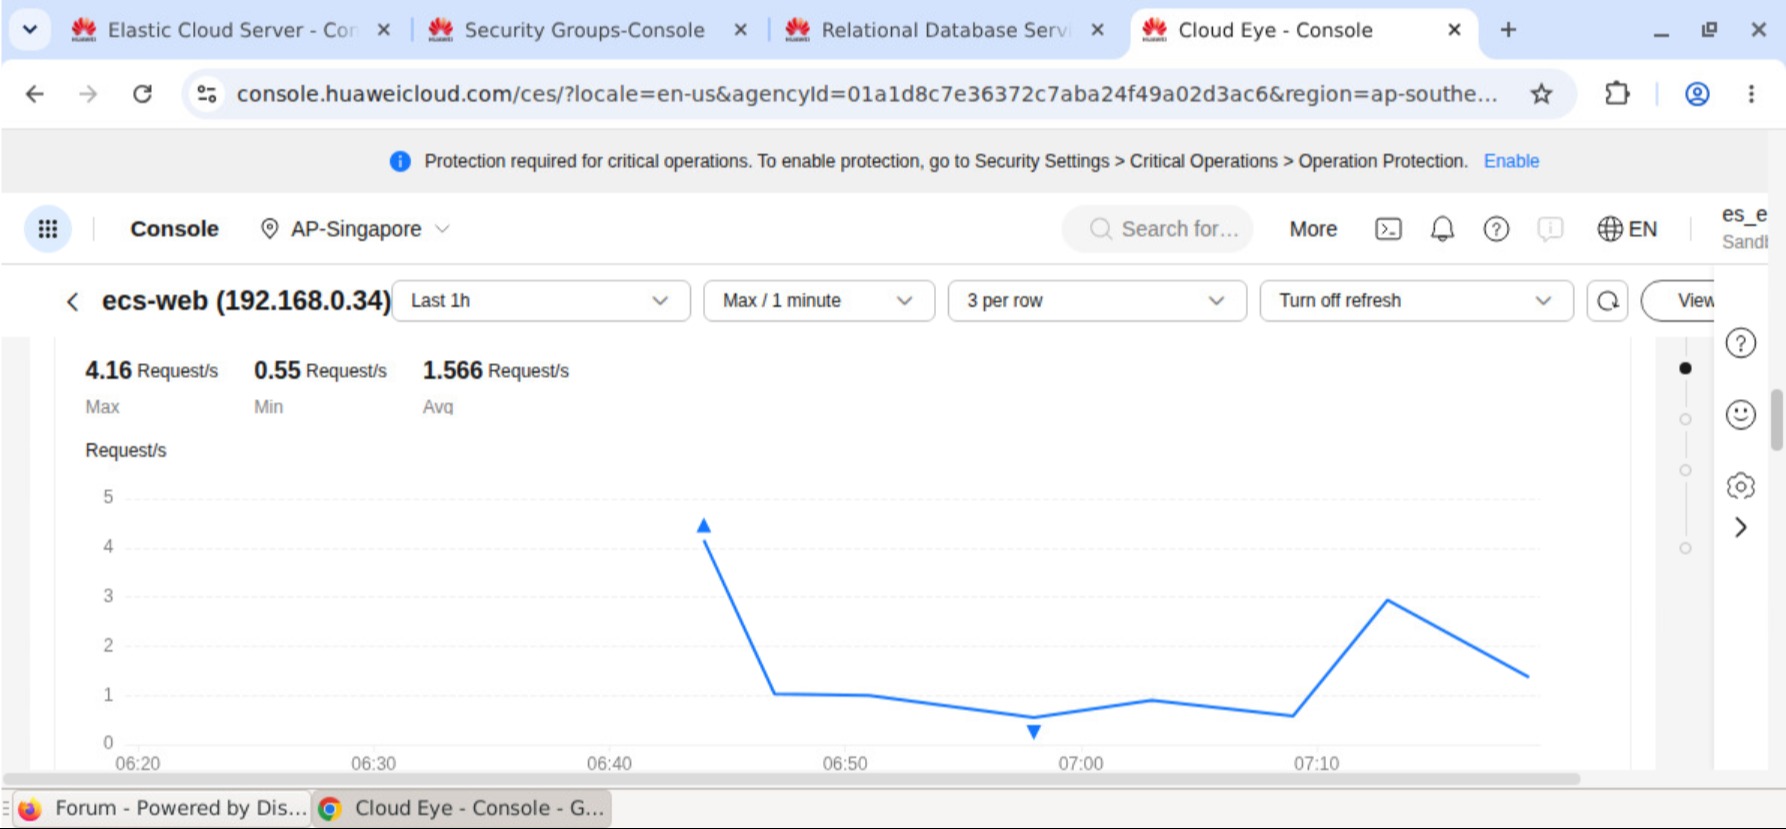 Elastic Cloud Server - Con
Security Groups-Console
Relational Database Servi
Cloud Eye - Console
console.huaweicloud.com/ces/?locale=en-us&agencyId=01a1d8c7e36372c7aba24f49a02d3ac6&region=ap-southe...
Protection required for critical operations. To enable protection, go to Security Settings > Critical Operations > Operation Protection. Enable
Console AP-Singapore Search for... More EN es_e
Sandb
ecs-web (192.168.0.34) Last 1h Max / 1 minute 3 per row Turn off refresh View
4.16 Request/s 0.55 Request/s 1.566 Request/s
Max Min Avg
Request/s
5
4
3
2
1
0
06:20 06:30 06:40 06:50 07:00 07:10
Forum - Powered by Dis... Cloud Eye - Console - G...